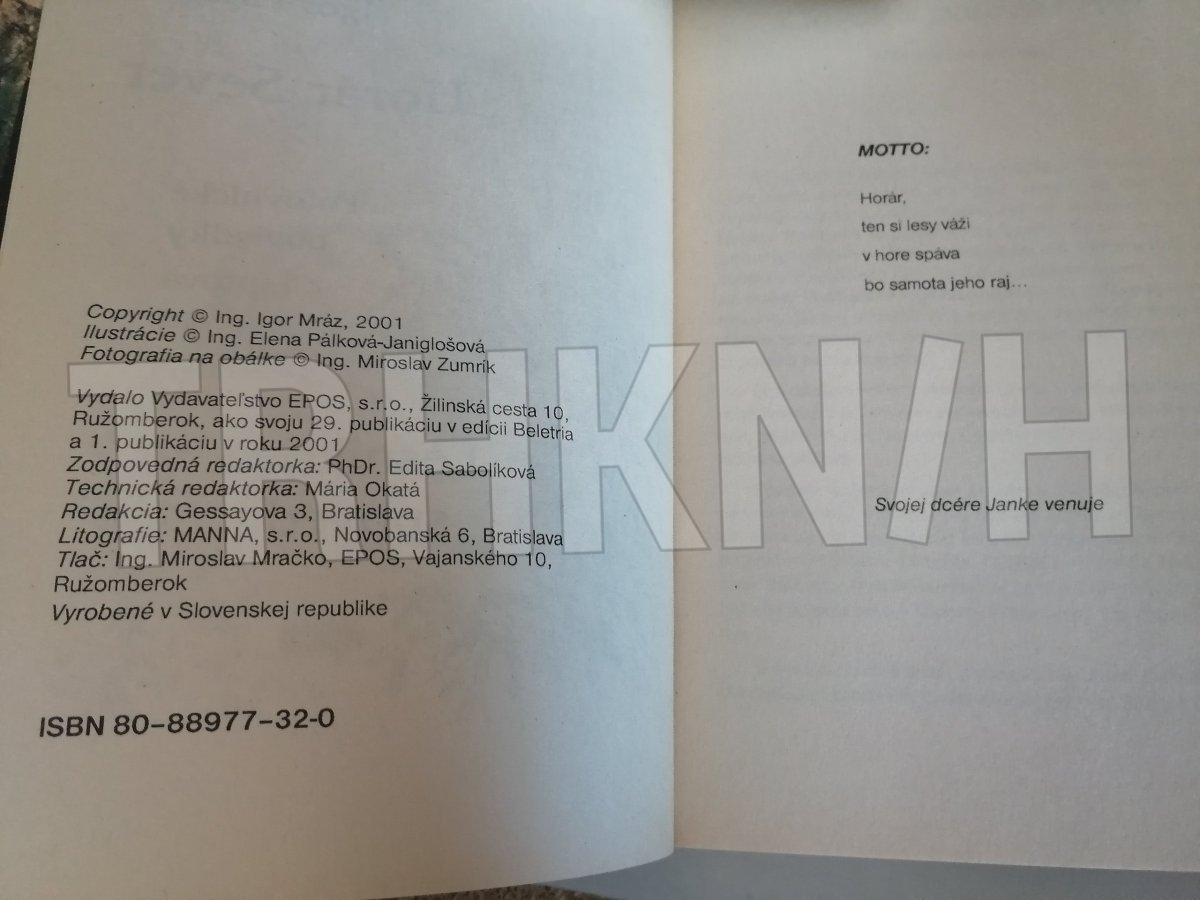 Copyright © Ing. Igor Mráz, 2001
Ilustrácie © Ing. Elena Pálková-Janiglošová
Fotografia na obálke © Ing. Miroslav Zumrík
Vydalo Vydavateľstvo EPOS, s.r.o., Žilinská cesta 10,
Ružomberok, ako svoju 29. publikáciu v edícii Beletria
a 1. publikáciu v roku 2001
Zodpovedná redaktorka: PhDr. Edita Sabolíková
Technická redaktorka: Mária Okatá
Redakcia: Gessayova 3, Bratislava
Litografie: MANNA, s.r.o., Novobanská 6, Bratislava
Tlač: Ing. Miroslav Mračko, EPOS, Vajanského 10,
Ružomberok
Vyrobené v Slovenskej republike
ISBN 80-88977-32-0
MOTTO:
Horár,
ten si lesy váži
v hore spáva
bo samota jeho raj...
Svojej dcére Janke venuje
TRHKN/H